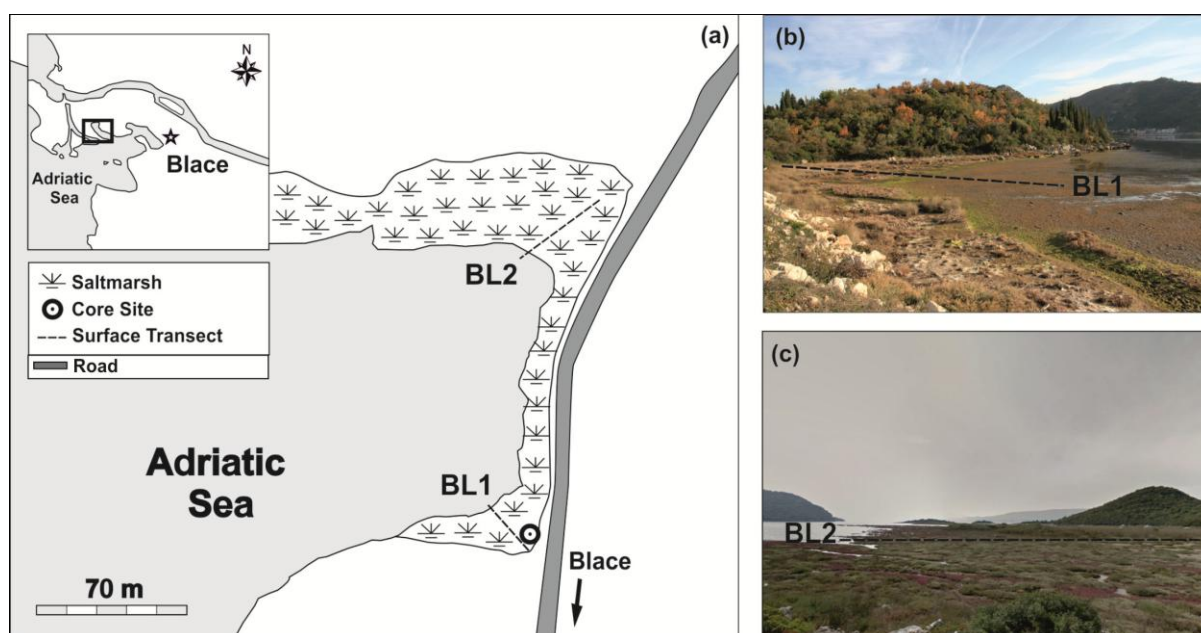 (a)
N
Blace
Adriatic
Sea
Saltmarsh
Core Site
Surface Transect
Road
BL2
Adriatic
Sea
BL1
Blace
70 m
(b)
BL1
(c)
BL2